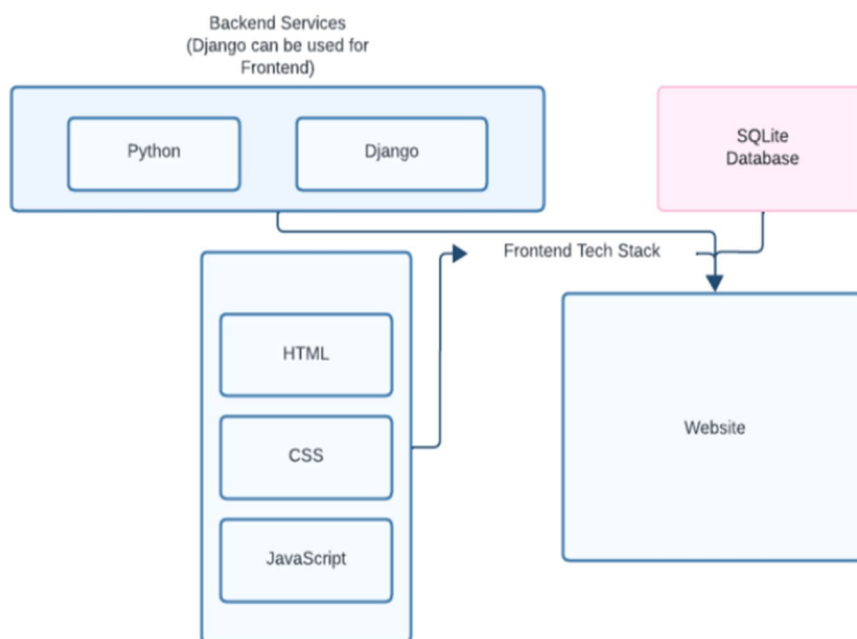 Backend Services
(Django can be used for
Frontend)
Python
Django
SQLite
Database
Frontend Tech Stack
HTML
CSS
JavaScript
Website